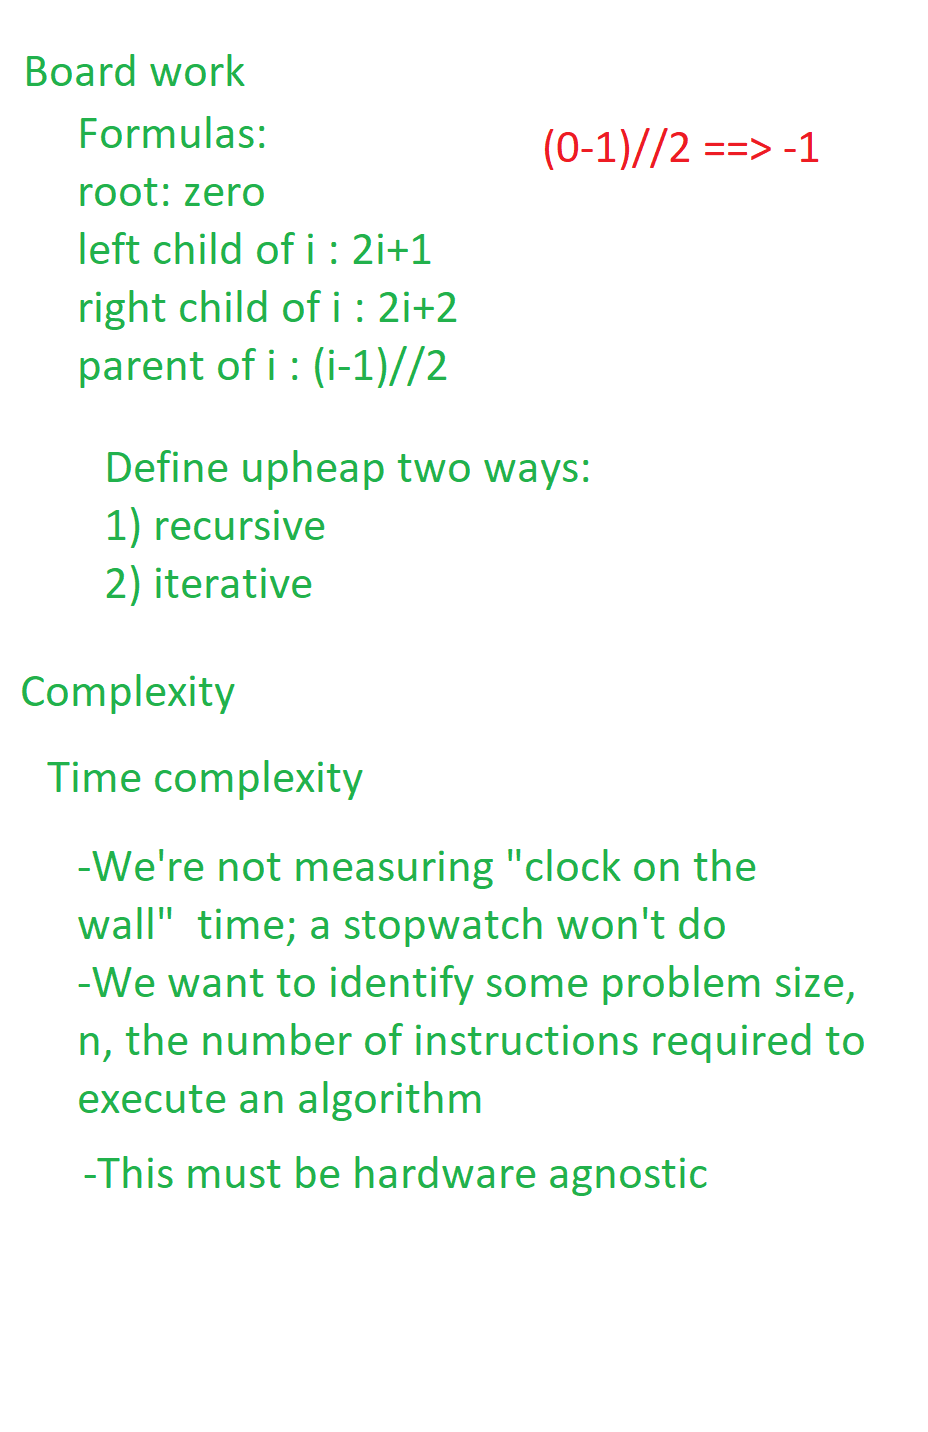 Board work
Formulas:
(0-1)//2 ==> -1
root: zero
left child of i : 2i+1
right child of i : 2i+2
parent of i : (i-1)//2
Define upheap two ways:
1) recursive
2) iterative
Complexity
Time complexity
-We're not measuring "clock on the
wall"  time; a stopwatch won't do
-We want to identify some problem size,
n, the number of instructions required to
execute an algorithm
-This must be hardware agnostic